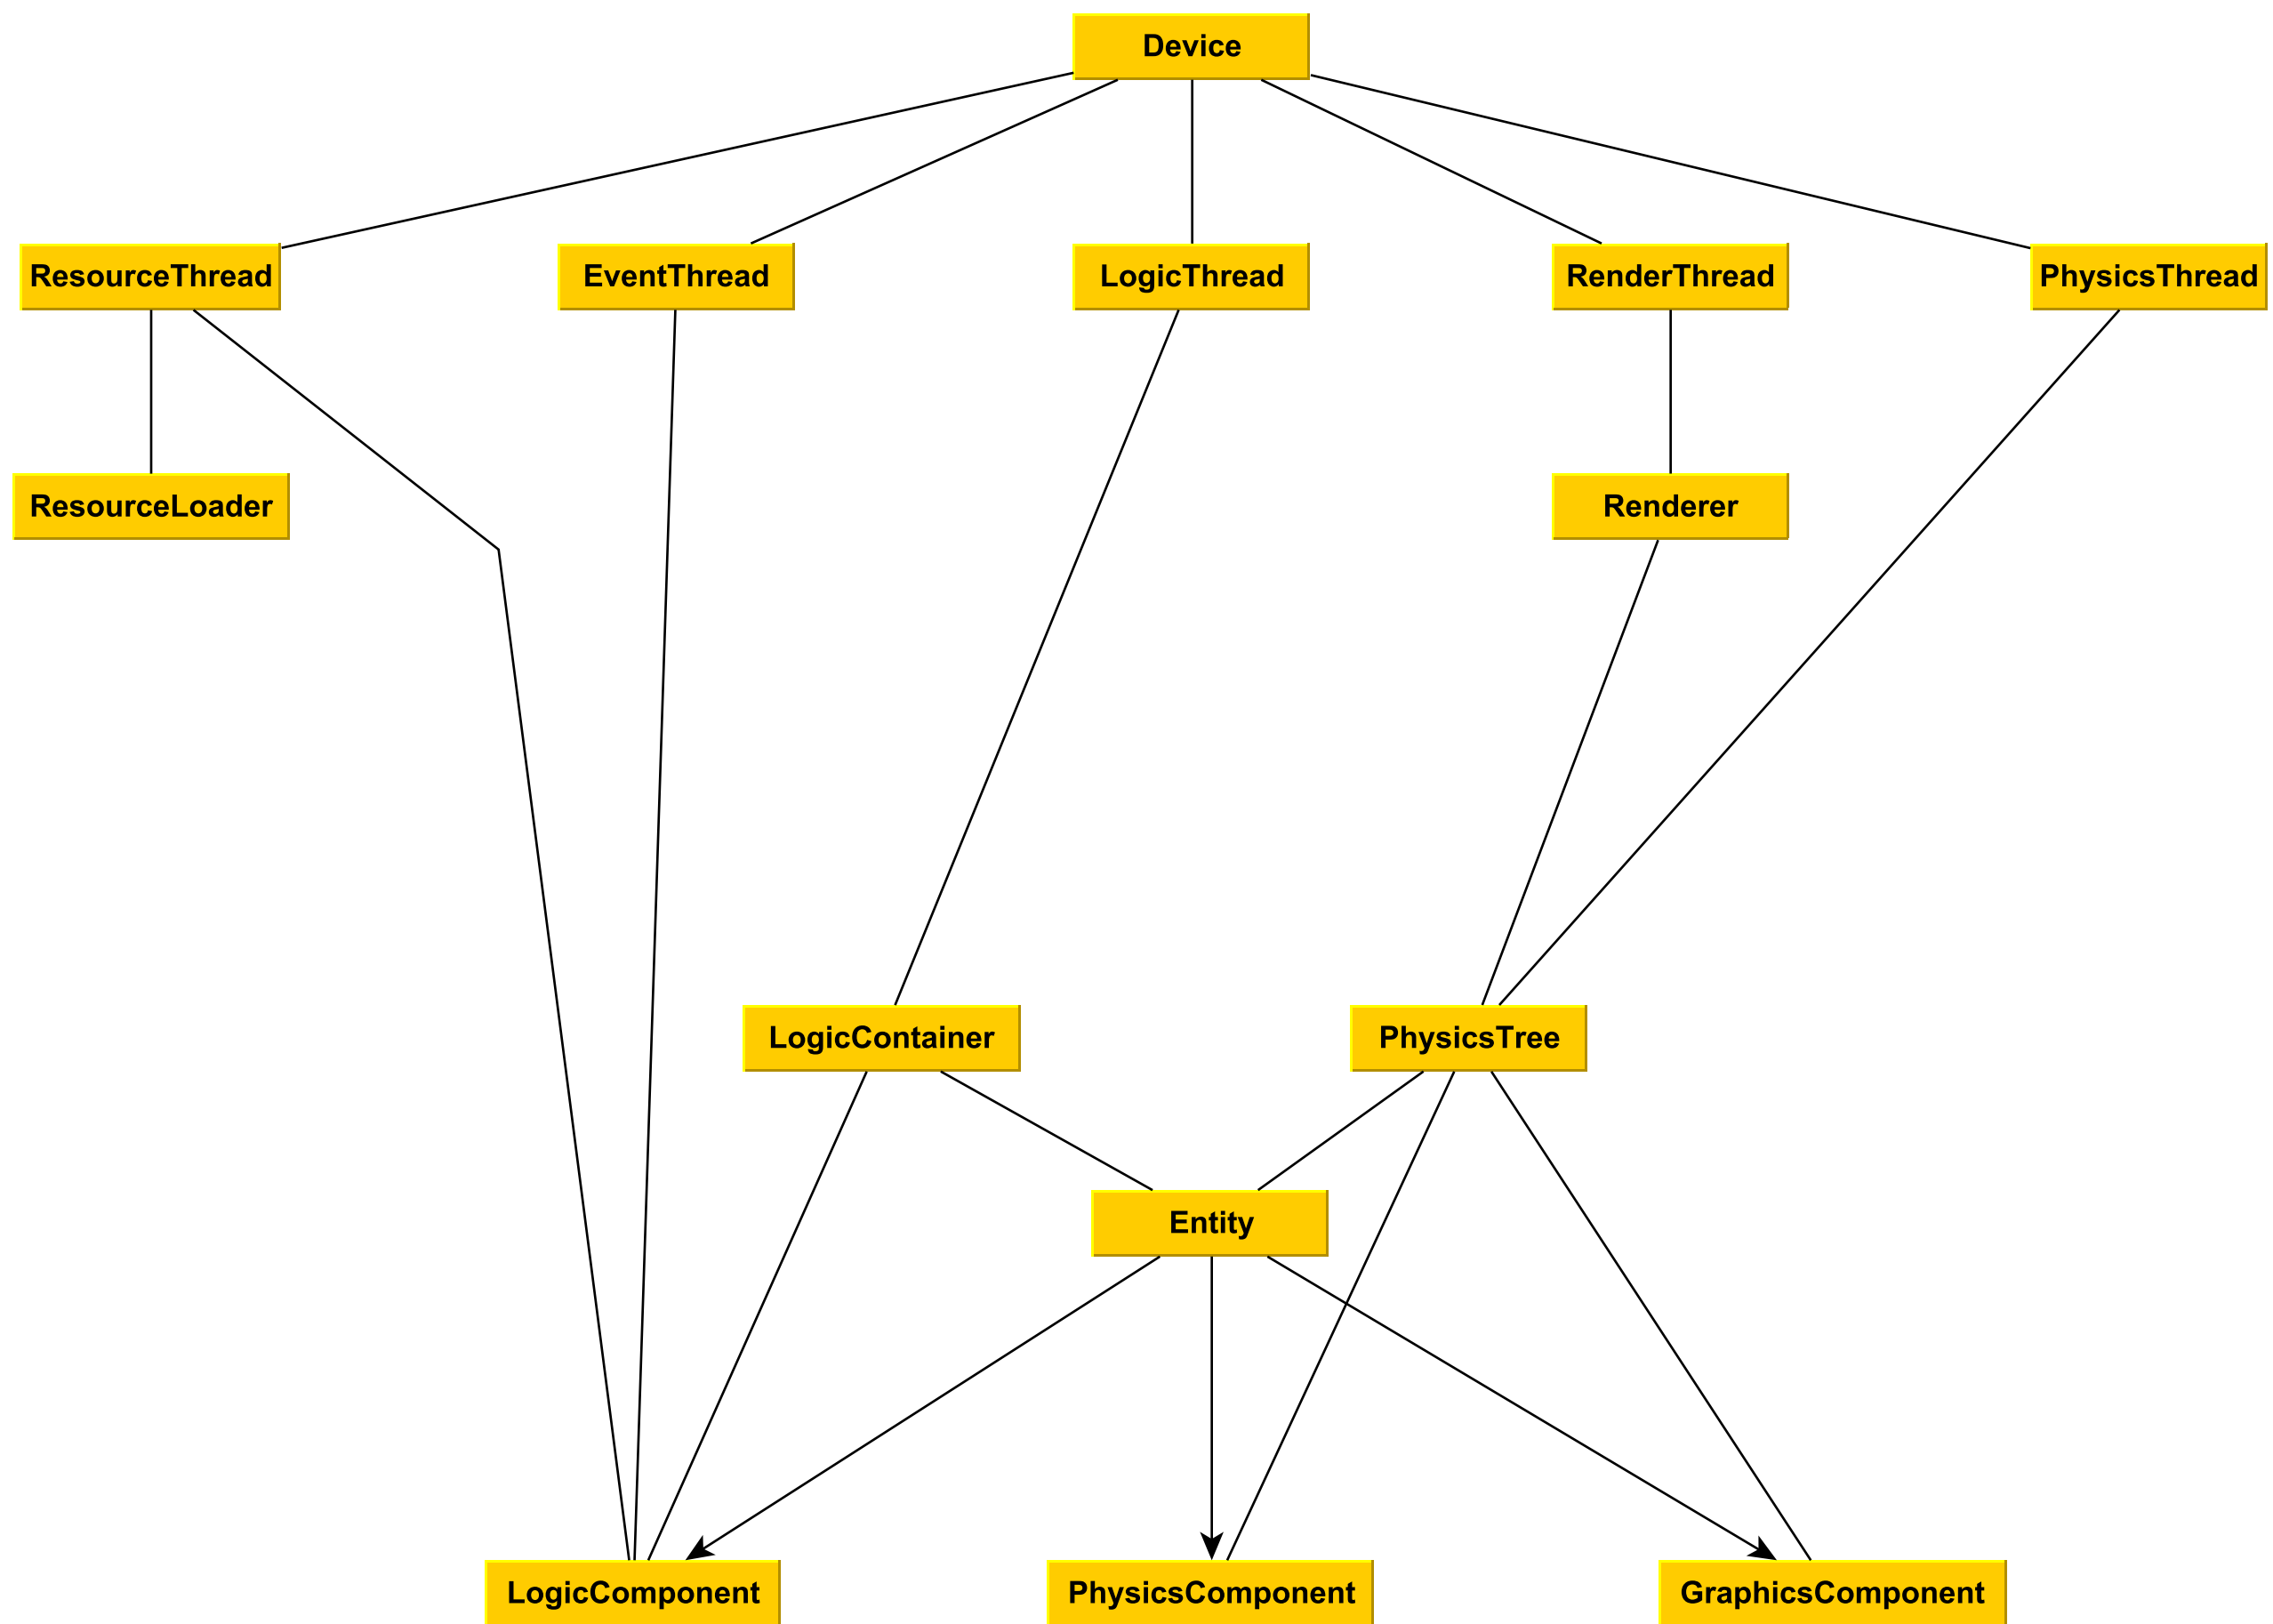 Device
ResourceThread
EventThread
LogicThread
RenderThread
PhysicsThread
ResourceLoader
Renderer
LogicContainer
PhysicsTree
Entity
LogicComponent
PhysicsComponent
GraphicsComponent